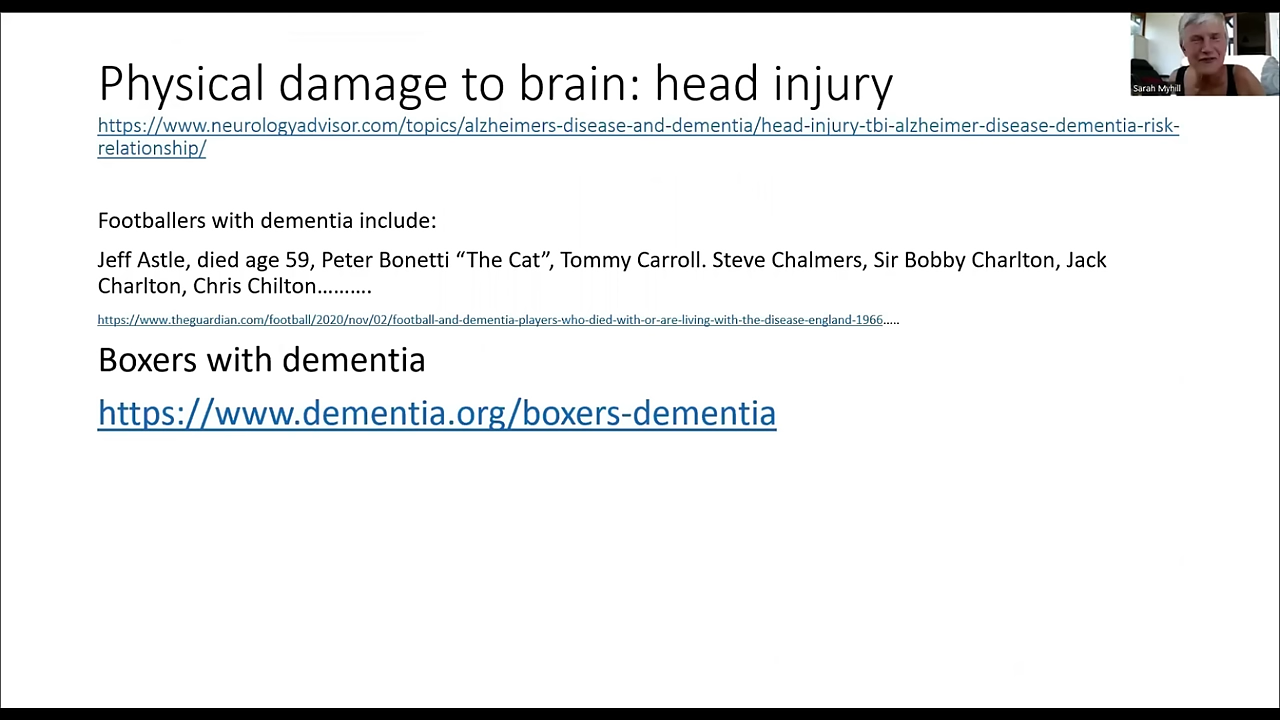 Physical damage to brain: head injury
https://www.neurologyadvisor.com/topics/alzheimers-disease-and-dementia/head-injury-tbi-alzheimer-disease-dementia-risk-
relationship/
Sarah Myhill
Footballers with dementia include:
Jeff Astle, died age 59, Peter Bonetti “The Cat”, Tommy Carroll. Steve Chalmers, Sir Bobby Charlton, Jack
Charlton, Chris Chilton……….
https://www.theguardian.com/football/2020/nov/02/football-and-dementia-players-who-died-with-or-are-living-with-the-disease-england-1966.....
Boxers with dementia
https://www.dementia.org/boxers-dementia